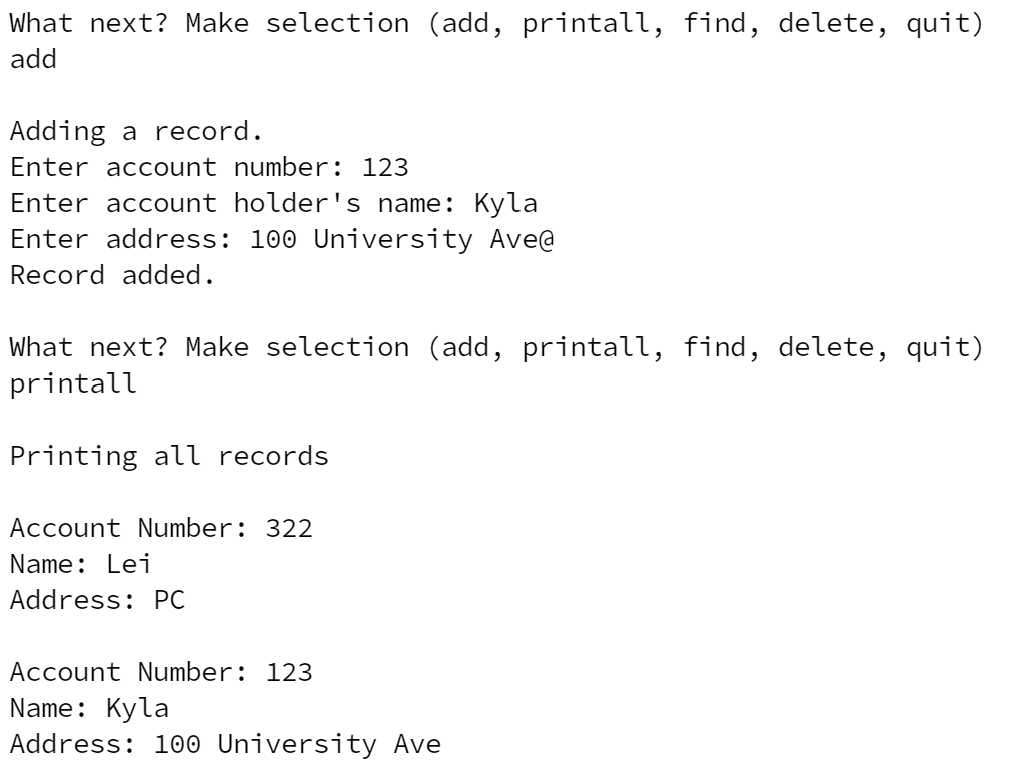 What next? Make selection (add, printall, find, delete, quit)
add
Adding a record.
Enter account number: 123
Enter account holder's name: Kyla
Enter address: 100 University Ave@
Record added.
What next? Make selection (add, printall, find, delete, quit)
printall
Printing all records
Account Number: 322
Name: Lei
Address: PC
Account Number: 123
Name: Kyla
Address: 100 University Ave